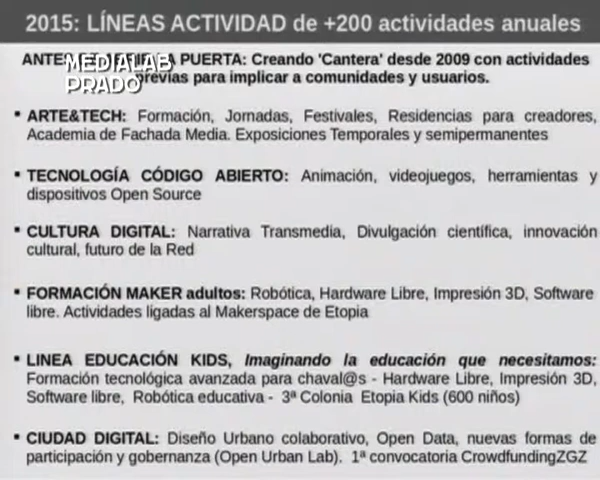 2015: LÍNEAS ACTIVIDAD de +200 actividades anuales
PUERTA: Creando 'Cantera' desde 2009 con actividades
MEDIALAB
previas para implicar a comunidades y usuarios.
PRADO
▪ ARTE&TECH: Formación, Jornadas, Festivales, Residencias para creadores,
Academia de Fachada Media. Exposiciones Temporales y semipermanentes
▪ TECNOLOGÍA CÓDIGO ABIERTO: Animación, videojuegos, herramientas y
dispositivos Open Source
▪ CULTURA DIGITAL: Narrativa Transmedia, Divulgación científica, innovación
cultural, futuro de la Red
▪ FORMACIÓN MAKER adultos: Robótica, Hardware Libre, Impresión 3D, Software
libre. Actividades ligadas al Makerspace de Etopia
▪ LINEA EDUCACIÓN KIDS, Imaginando la educación que necesitamos:
Formación tecnológica avanzada para chaval@s - Hardware Libre, Impresión 3D,
Software libre, Robótica educativa - 3ª Colonia Etopia Kids (600 niños)
▪ CIUDAD DIGITAL: Diseño Urbano colaborativo, Open Data, nuevas formas de
participación y gobernanza (Open Urban Lab). 1ª convocatoria CrowdfundingZGZ